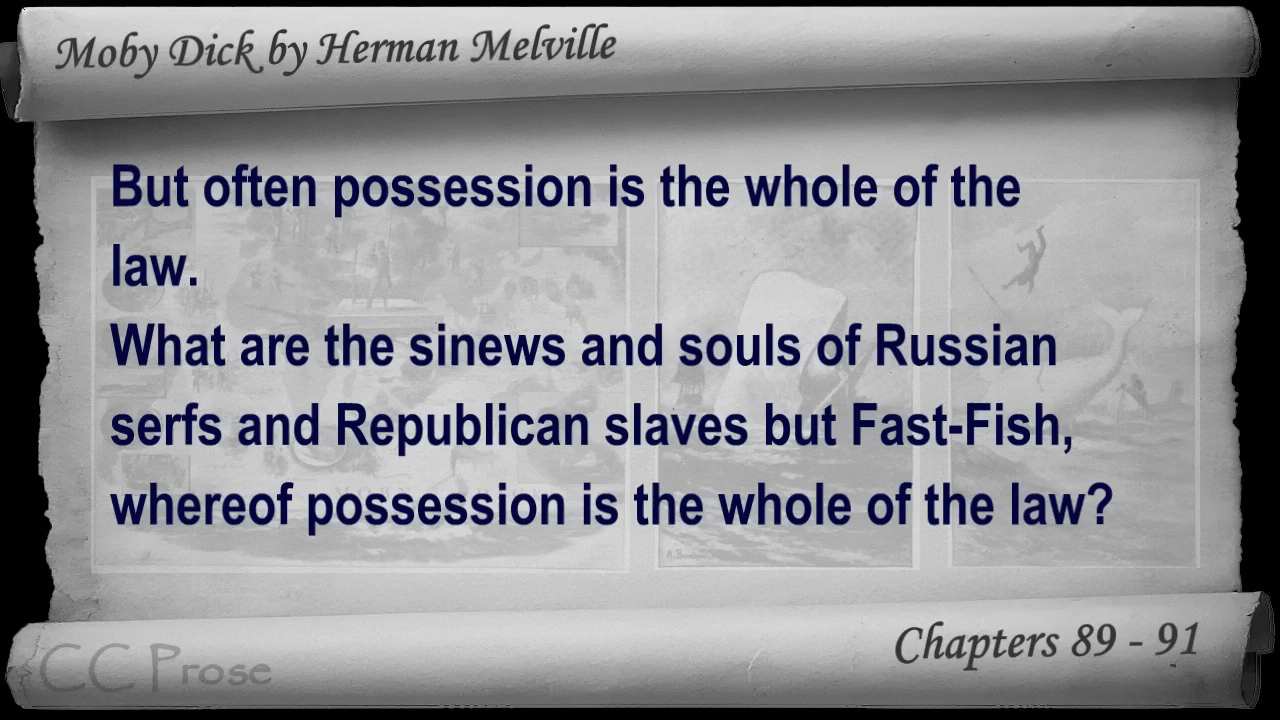 Moby Dick by Herman Melville
But often possession is the whole of the
law.
What are the sinews and souls of Russian
serfs and Republican slaves but Fast-Fish,
whereof possession is the whole of the law?
Chapters 89 - 91
CC Prose